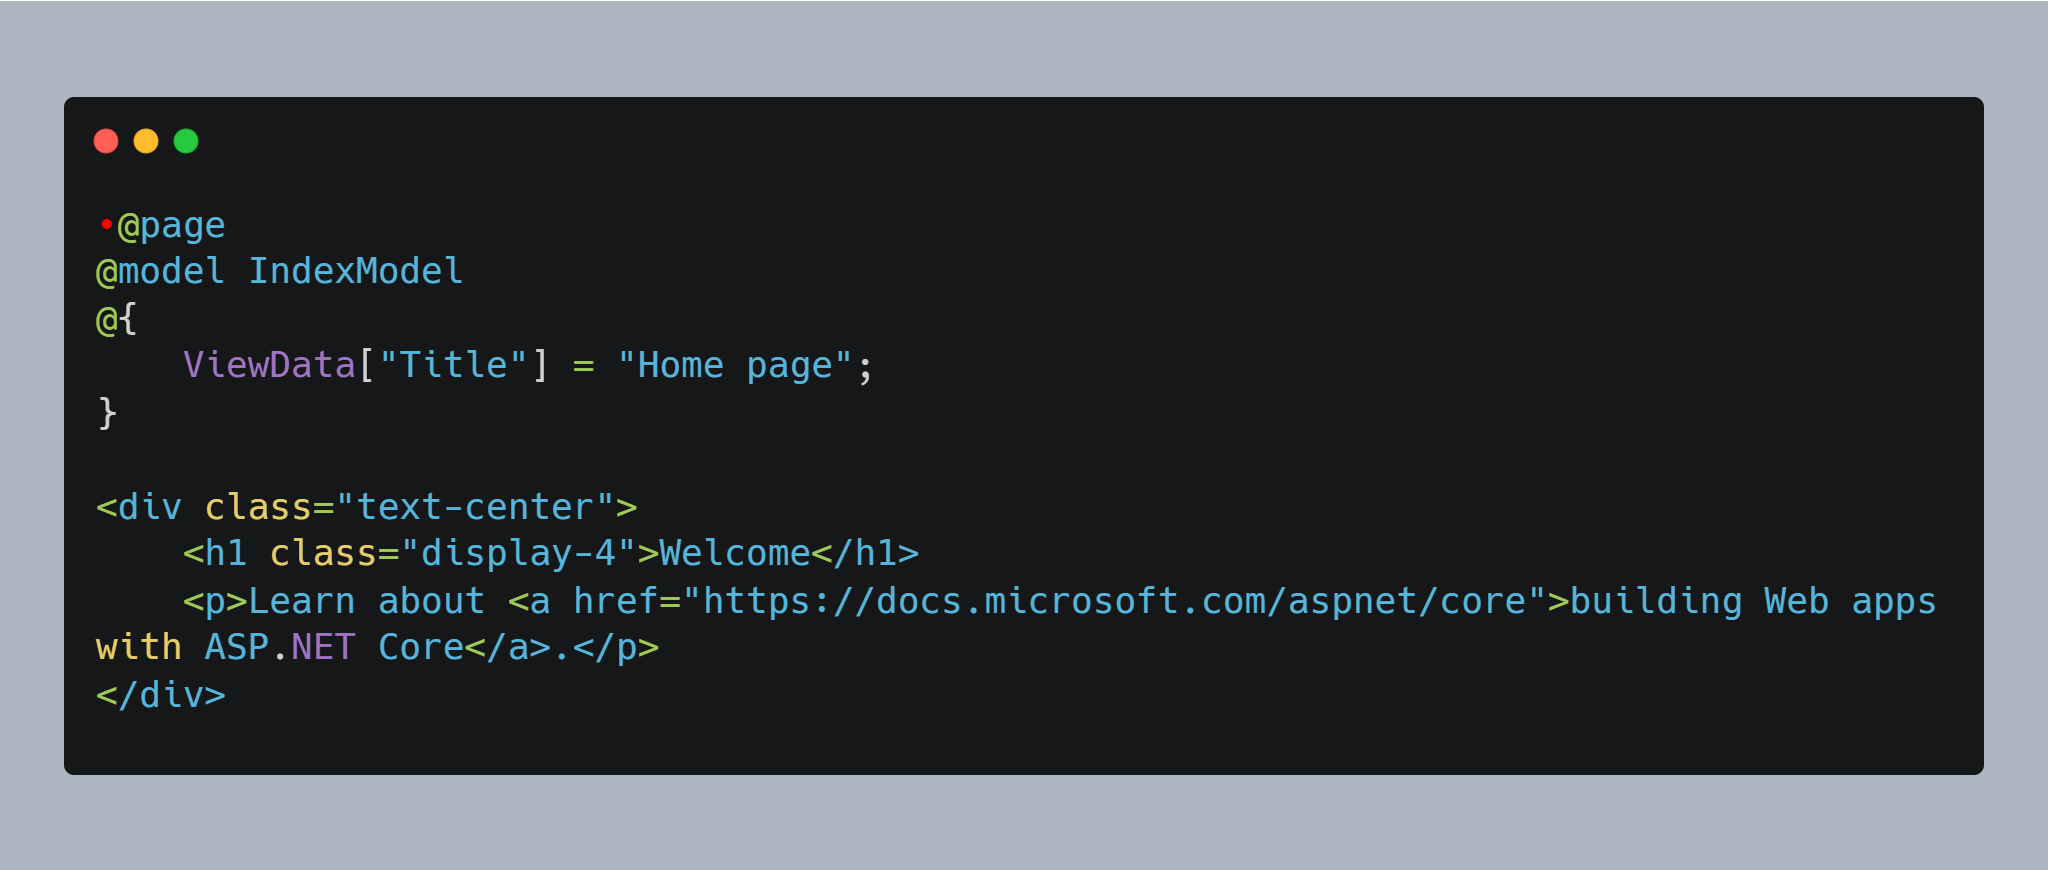 •@page
@model IndexModel
@{
    ViewData["Title"] = "Home page";
}

<div class="text-center">
    <h1 class="display-4">Welcome</h1>
    <p>Learn about <a href="https://docs.microsoft.com/aspnet/core">building Web apps
with ASP.NET Core</a>.</p>
</div>